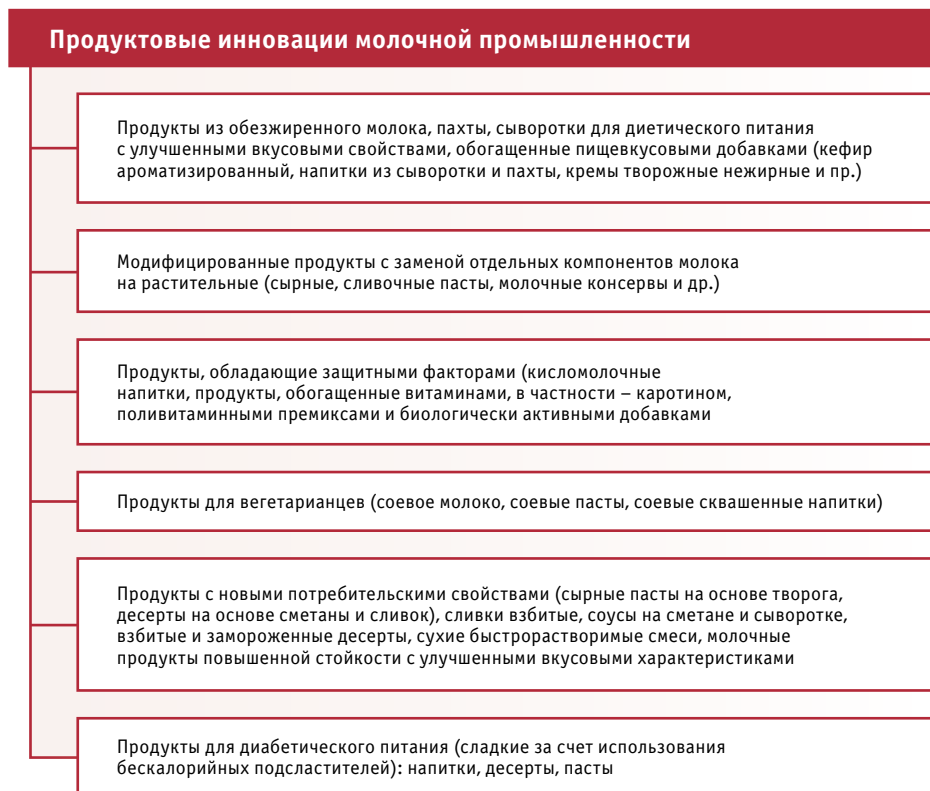 Продуктовые инновации молочной промышленности
Продукты из обезжиренного молока, пахты, сыворотки для диетического питания
с улучшенными вкусовыми свойствами, обогащенные пищевкусовыми добавками (кефир
ароматизированный, напитки из сыворотки и пахты, кремы творожные нежирные и пр.)
Модифицированные продукты с заменой отдельных компонентов молока
на растительные (сырные, сливочные пасты, молочные консервы и др.)
Продукты, обладающие защитными факторами (кисломолочные
напитки, продукты, обогащенные витаминами, в частности – каротином,
поливитаминными премиксами и биологически активными добавками
Продукты для вегетарианцев (соевое молоко, соевые пасты, соевые сквашенные напитки)
Продукты с новыми потребительскими свойствами (сырные пасты на основе творога,
десерты на основе сметаны и сливок), сливки взбитые, соусы на сметане и сыворотке,
взбитые и замороженные десерты, сухие быстрорастворимые смеси, молочные
продукты повышенной стойкости с улучшенными вкусовыми характеристиками
Продукты для диабетического питания (сладкие за счет использования
бескалорийных подсластителей): напитки, десерты, пасты